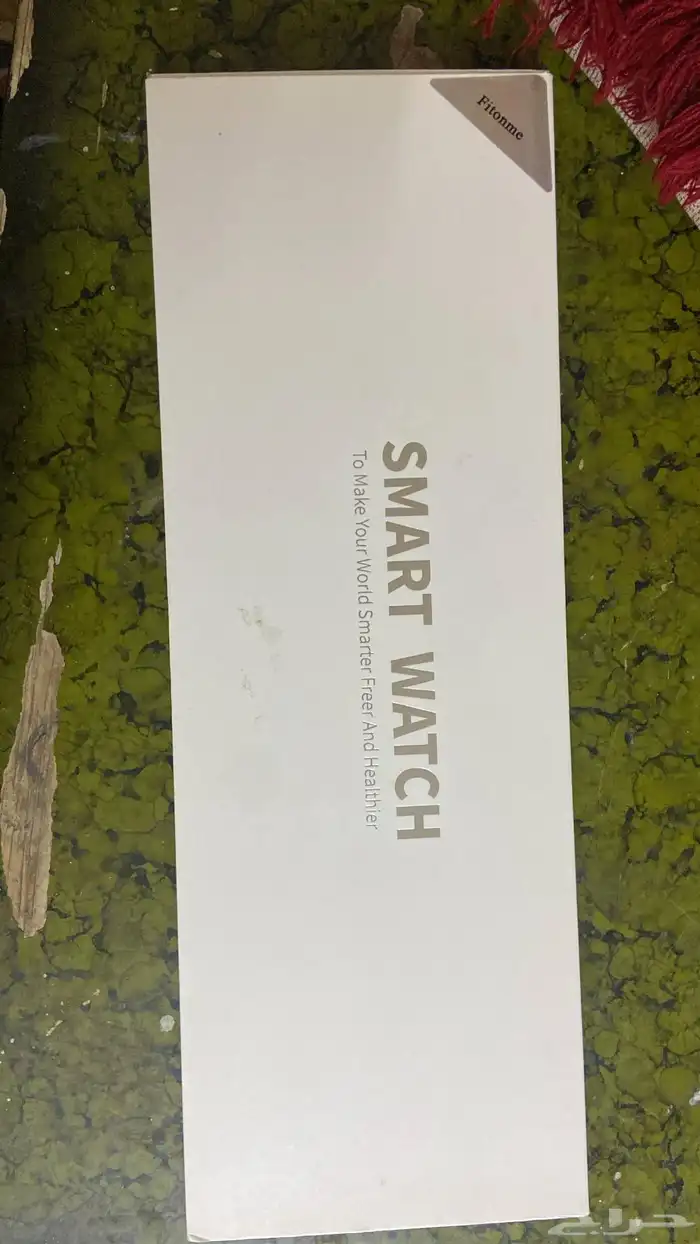 Fitonme
SMART WATCH
To Make Your World Smarter Freer And Healthier
حراج